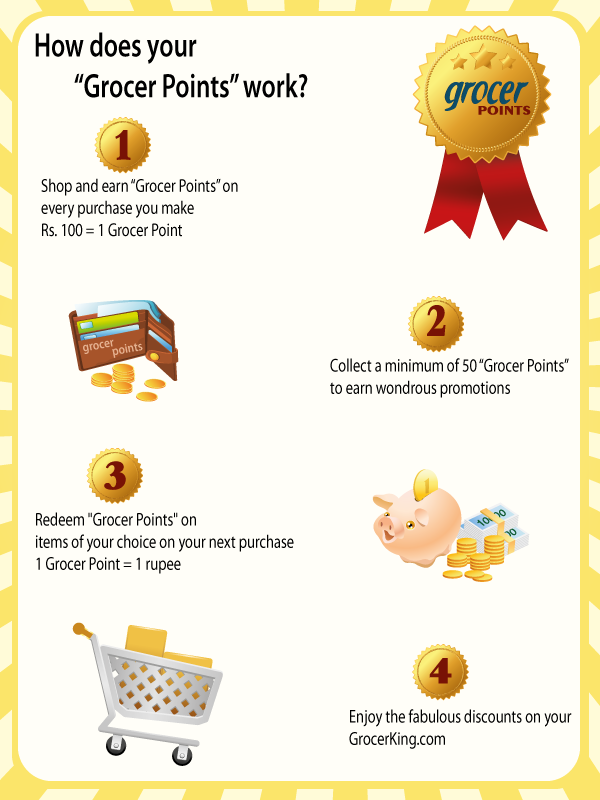 How does your
“Grocer Points” work?
grocer
POINTS
1
Shop and earn “Grocer Points” on
every purchase you make
Rs. 100 = 1 Grocer Point
grocer
points
2
Collect a minimum of 50 “Grocer Points”
to earn wondrous promotions
3
Redeem "Grocer Points" on
items of your choice on your next purchase
1 Grocer Point = 1 rupee
1
4
Enjoy the fabulous discounts on your
GrocerKing.com